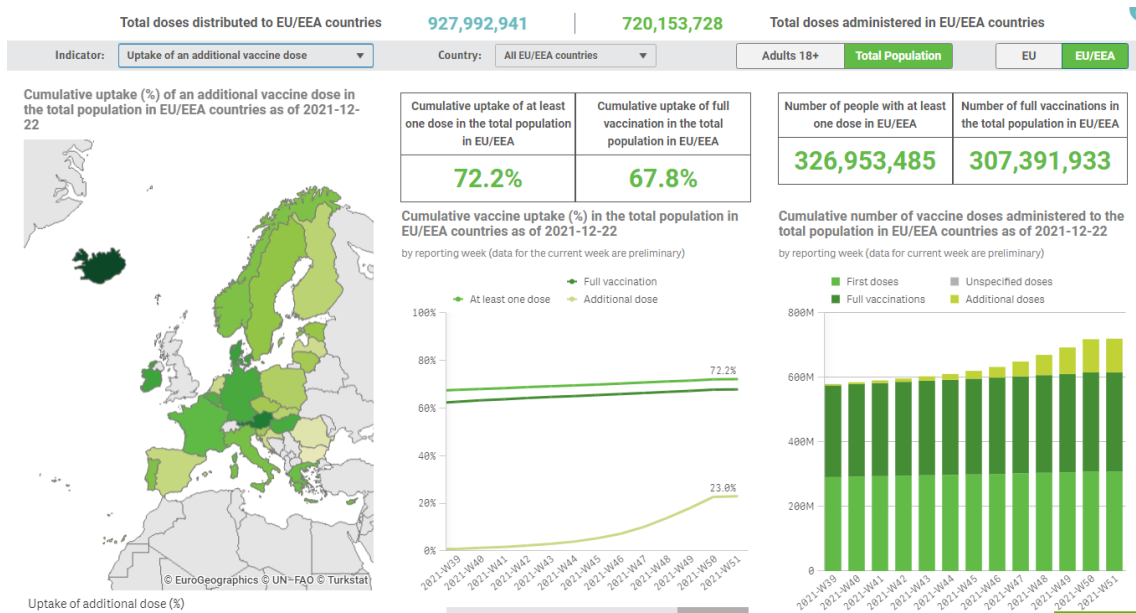 Total doses distributed to EU/EEA countries
927,992,941
720,153,728
Total doses administered in EU/EEA countries
Indicator:
Uptake of an additional vaccine dose
Country:
All EU/EEA countries
Adults 18+
Total Population
EU
EU/EEA
Cumulative uptake (%) of an additional vaccine dose in
the total population in EU/EEA countries as of 2021-12-
22
© EuroGeographics © UN-FAO © Turkstat
Uptake of additional dose (%)
Cumulative uptake of at least
one dose in the total population
in EU/EEA
72.2%
Cumulative uptake of full
vaccination in the total
population in EU/EEA
67.8%
Cumulative vaccine uptake (%) in the total population in
EU/EEA countries as of 2021-12-22
by reporting week (data for the current week are preliminary)
Full vaccination
At least one dose
Additional dose
100%
80%
60%
40%
20%
0%
72.2%
23.0%
2021-W39
2021-W40
2021-W41
2021-W42
2021-W43
2021-W44
2021-W45
2021-W46
2021-W47
2021-W48
2021-W49
2021-W50
2021-W51
Number of people with at least
one dose in EU/EEA
326,953,485
Number of full vaccinations in
the total population in EU/EEA
307,391,933
Cumulative number of vaccine doses administered to the
total population in EU/EEA countries as of 2021-12-22
by reporting week (data for current week are preliminary)
First doses
Unspecified doses
Full vaccinations
Additional doses
800M
600M
400M
200M
0
2021-W39
2021-W40
2021-W41
2021-W42
2021-W43
2021-W44
2021-W45
2021-W46
2021-W47
2021-W48
2021-W49
2021-W50
2021-W51